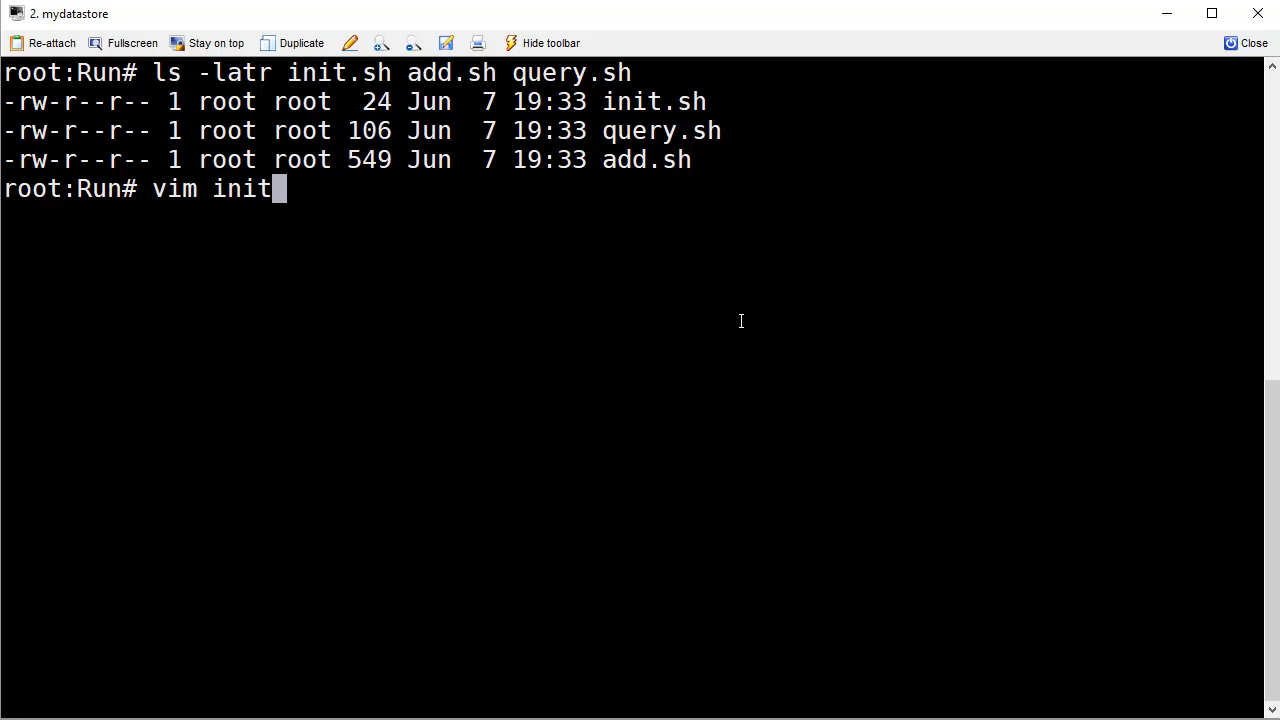 2. mydatastore
Re-attach Fullscreen Stay on top Duplicate Hide toolbar Close
root:Run# ls -latr init.sh add.sh query.sh
-rw-r--r-- 1 root root  24 Jun  7 19:33 init.sh
-rw-r--r-- 1 root root 106 Jun  7 19:33 query.sh
-rw-r--r-- 1 root root 549 Jun  7 19:33 add.sh
root:Run# vim init